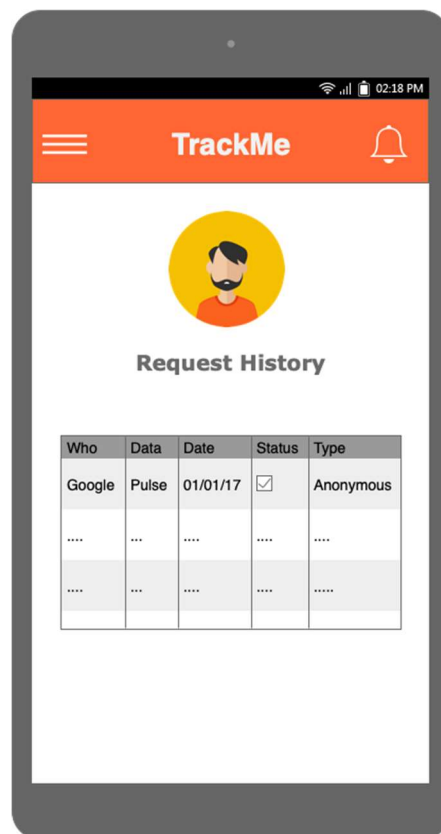 02:18 PM
TrackMe
Request History
Who Data Date Status Type
Google Pulse 01/01/17 Anonymous
.... ... .... .... ....
.... ... .... .... .....